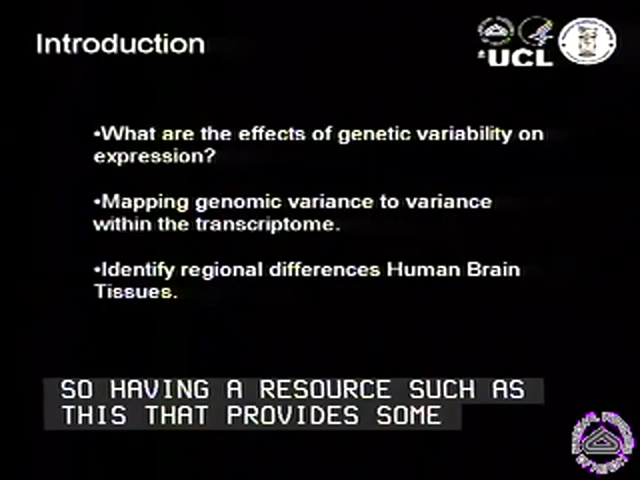 Introduction
UCL
•What are the effects of genetic variability on
expression?
•Mapping genomic variance to variance
within the transcriptome.
•Identify regional differences Human Brain
Tissues.
SO HAVING A RESOURCE SUCH AS
THIS THAT PROVIDES SOME